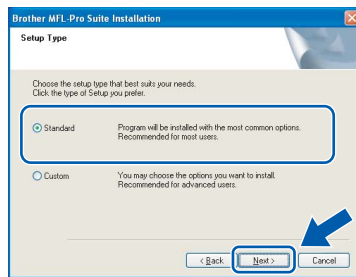 Brother MFL-Pro Suite Installation
Setup Type
Choose the setup type that best suits your needs.
Click the type of Setup you prefer.
Standard
Program will be installed with the most common options.
Recommended for most users.
Custom
You may choose the options you want to install.
Recommended for advanced users.
< Back
Next >
Cancel